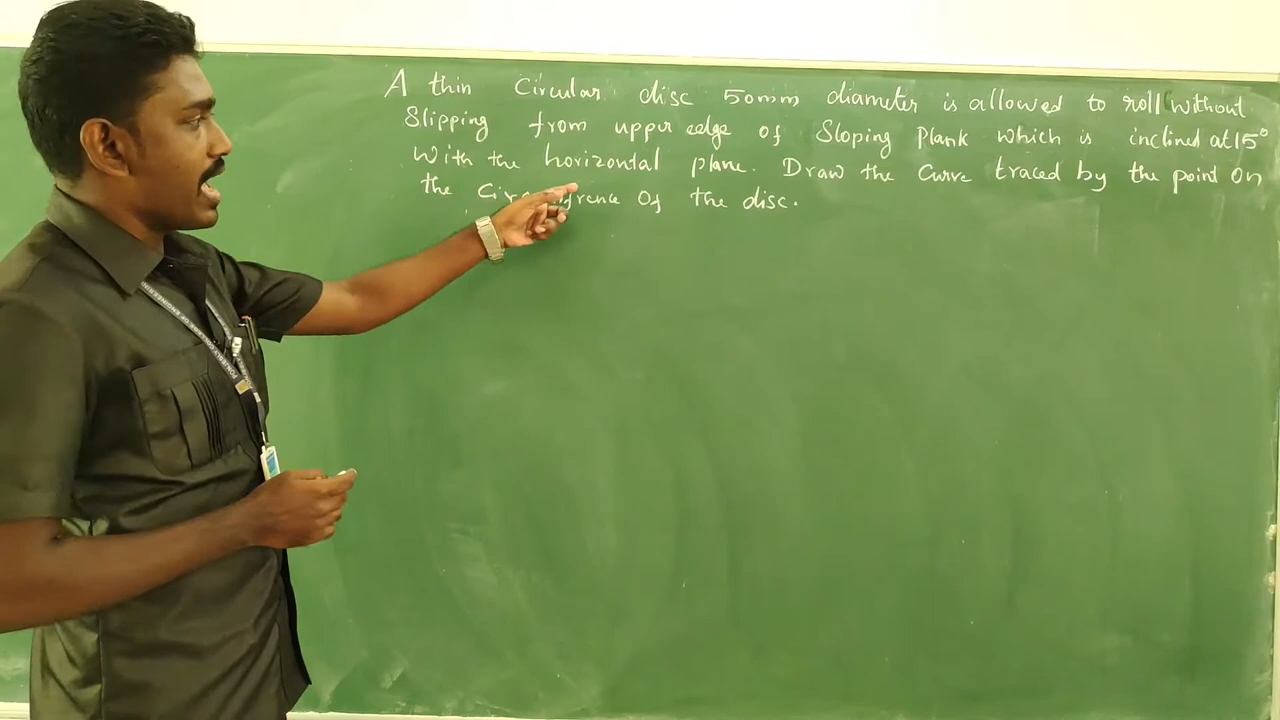 A thin Circular disc 50mm diameter is allowed to roll without
Slipping from upper edge of Sloping Plank which is inclined at 15°
With the horizontal plane. Draw the Curve traced by the point On
the of the disc.